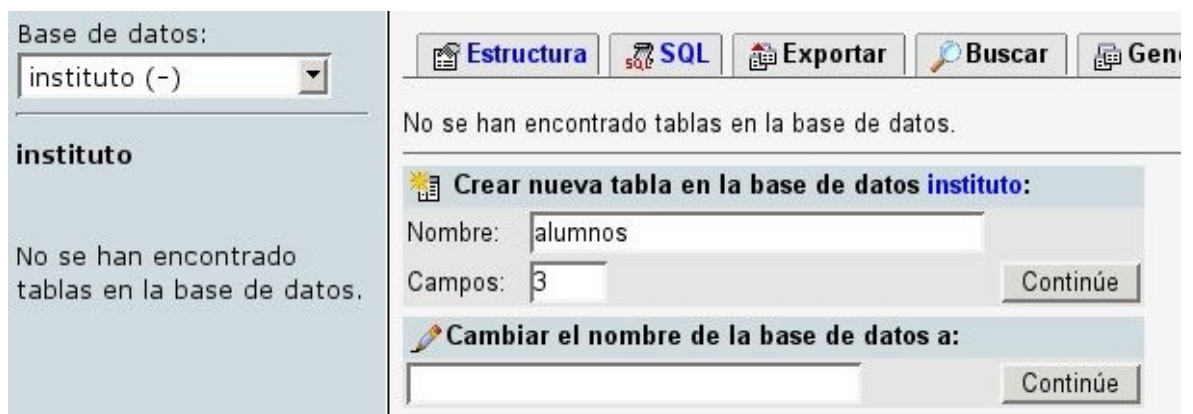 Base de datos:
instituto (-)
instituto
No se han encontrado
tablas en la base de datos.
Estructura SQL Exportar Buscar Gene
No se han encontrado tablas en la base de datos.
Crear nueva tabla en la base de datos instituto:
Nombre: alumnos
Campos: 3 Continúe
Cambiar el nombre de la base de datos a:
Continúe